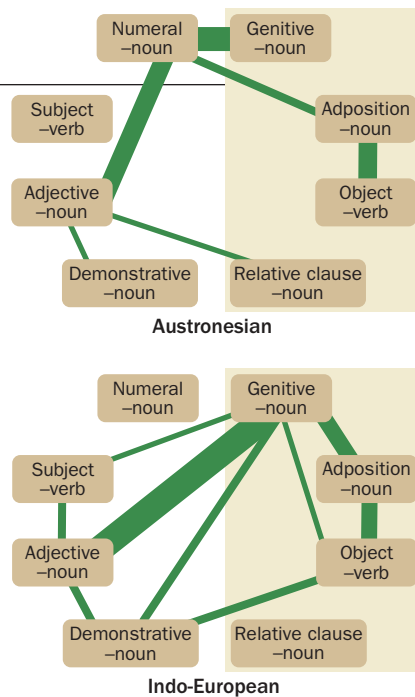 Numeral
–noun
Genitive
–noun
Subject
–verb
Adposition
–noun
Adjective
–noun
Object
–verb
Demonstrative
–noun
Relative clause
–noun
Austronesian
Numeral
–noun
Genitive
–noun
Subject
–verb
Adposition
–noun
Adjective
–noun
Object
–verb
Demonstrative
–noun
Relative clause
–noun
Indo-European